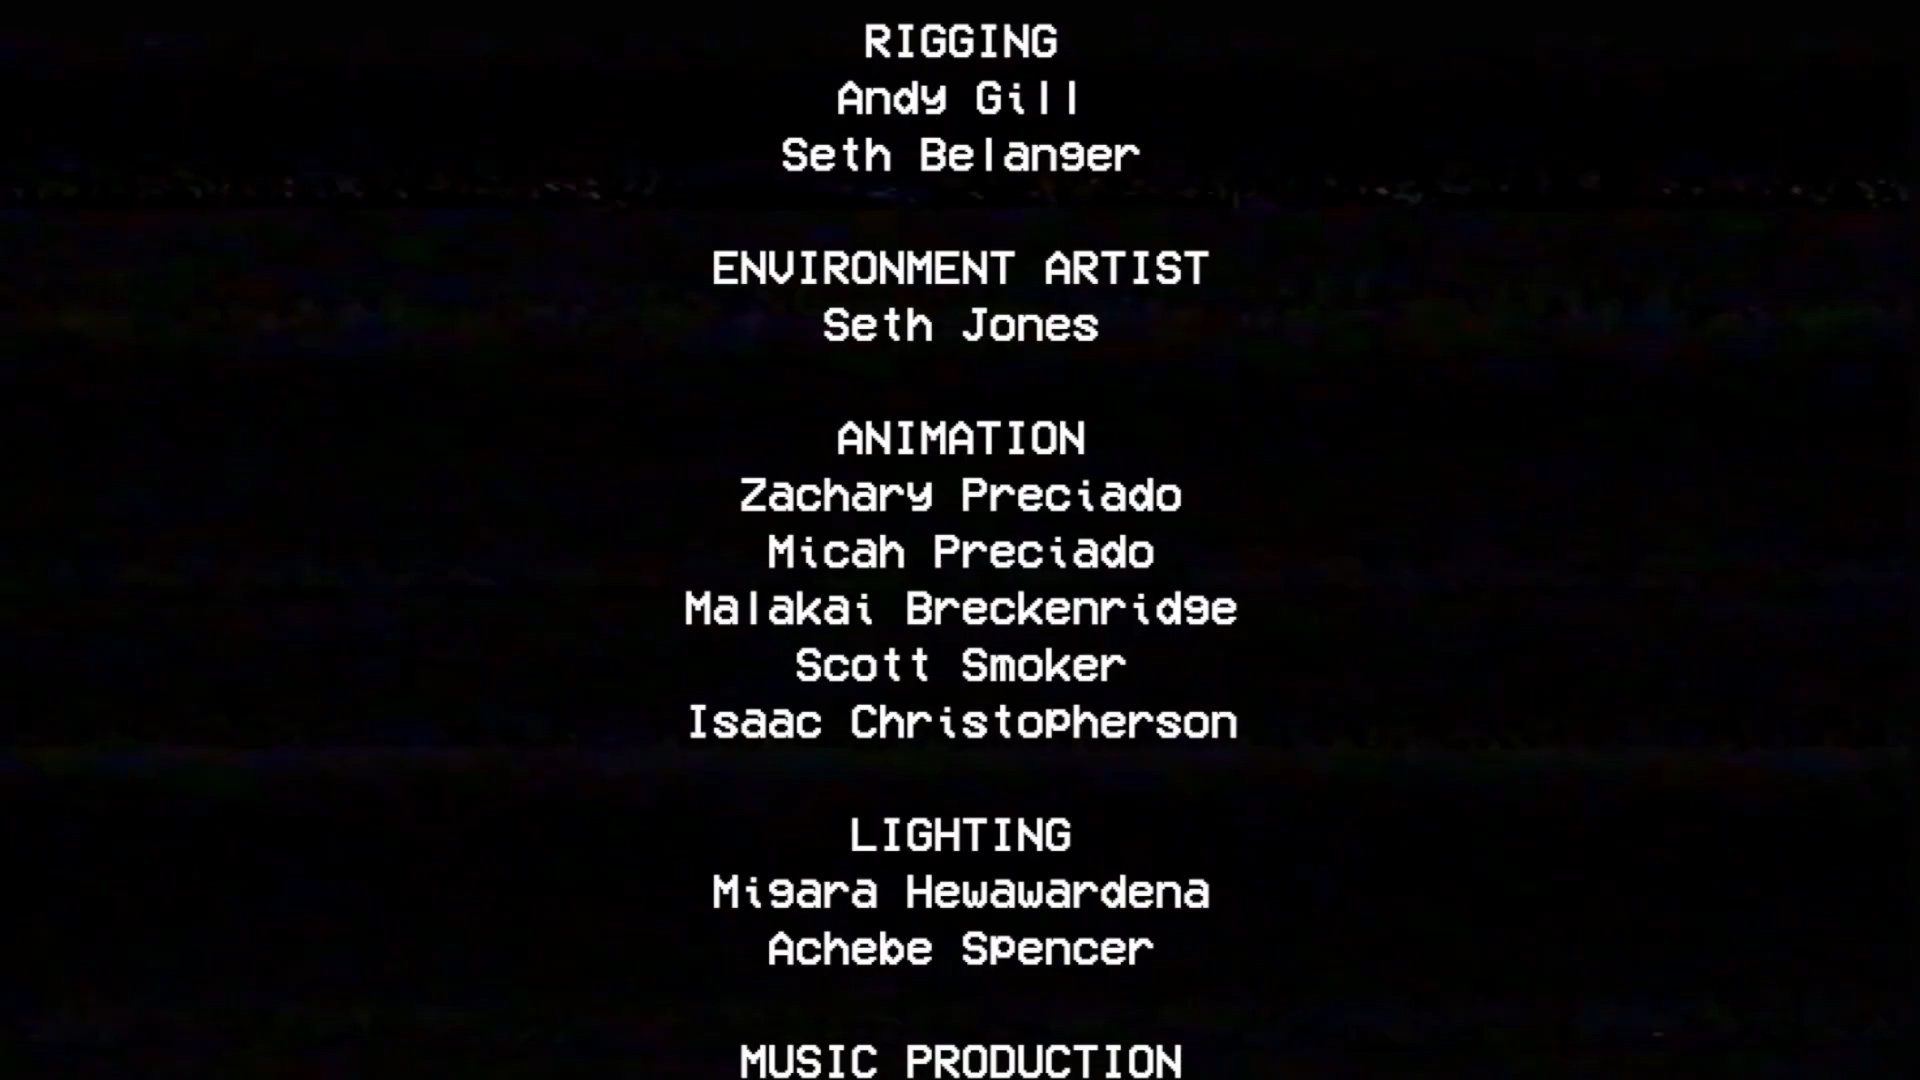 RIGGING
Andy Gill
Seth Belanger
ENVIRONMENT ARTIST
Seth Jones
ANIMATION
Zachary Preciado
Micah Preciado
Malakai Breckenridge
Scott Smoker
Isaac Christopherson
LIGHTING
Migara Hewawardena
Achebe Spencer
MUSIC PRODUCTION